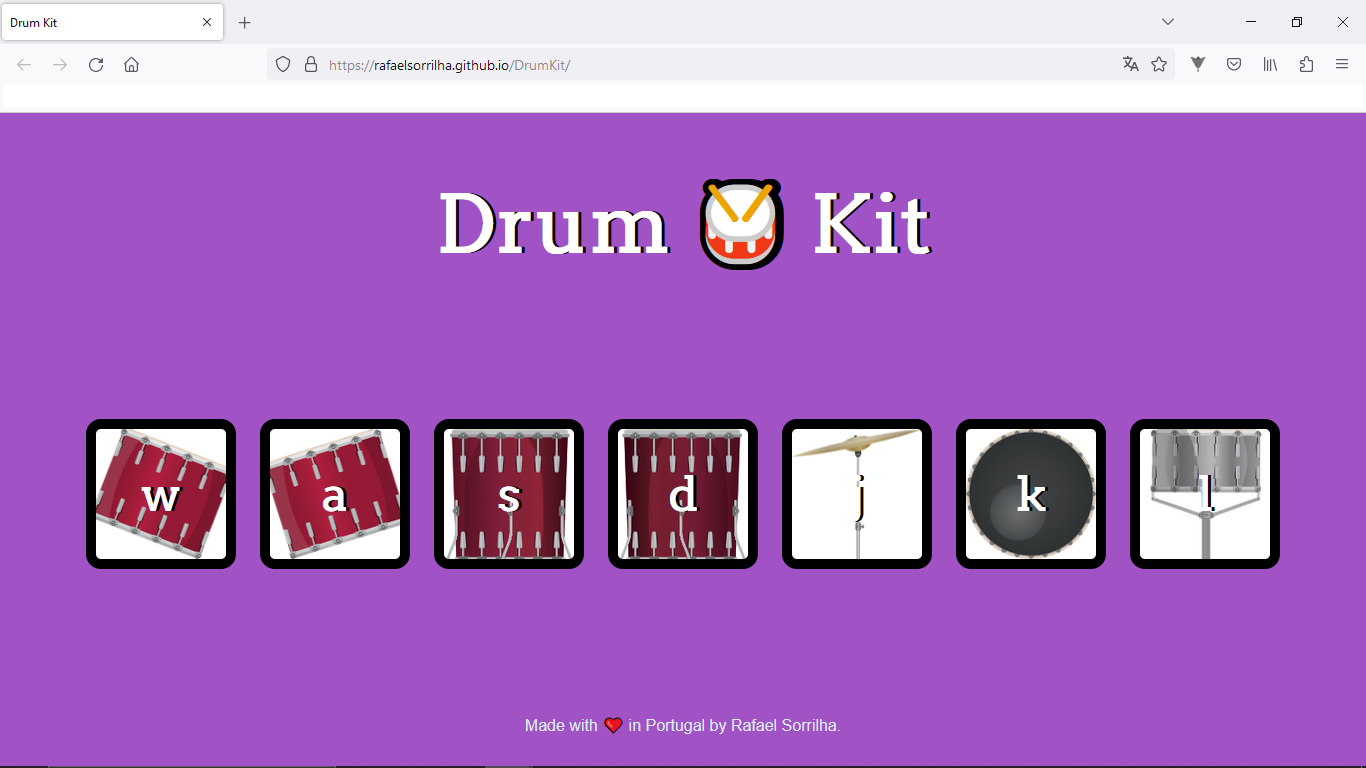 Drum Kit
https://rafaelsorrilha.github.io/DrumKit/
Drum 🥁 Kit
w a s d j k l
Made with ❤️ in Portugal by Rafael Sorrilha.